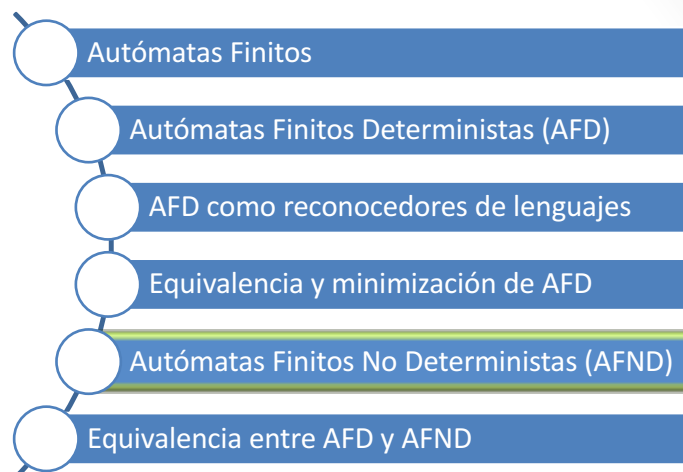 Autómatas Finitos
Autómatas Finitos Deterministas (AFD)
AFD como reconocedores de lenguajes
Equivalencia y minimización de AFD
Autómatas Finitos No Deterministas (AFND)
Equivalencia entre AFD y AFND